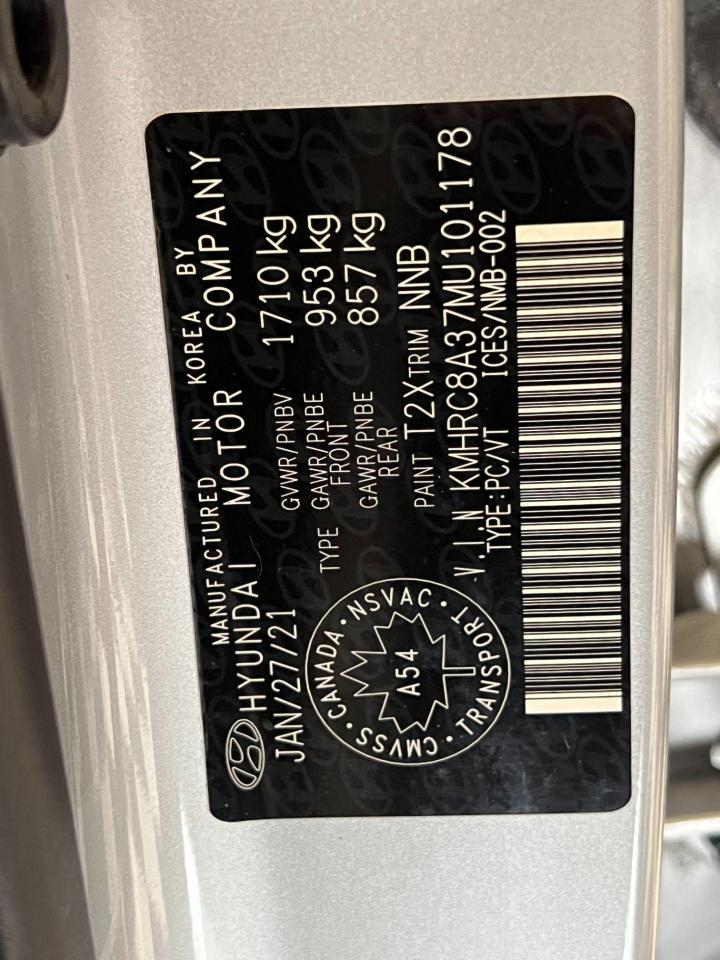 MANUFACTURED IN KOREA BY
HYUNDAI MOTOR COMPANY
JAN/27/21 GVWR/PNBV 1710 kg
TYPE GAWR/PNBE FRONT 953 kg
GAWR/PNBE REAR 857 kg
CMVSS · CANADA · NSVAC · TRANSPORT ·
A54
PAINT T2X TRIM NNB
V.I.N KMHRC8A37MU101178
TYPE:PC/VT ICES/NMB-002